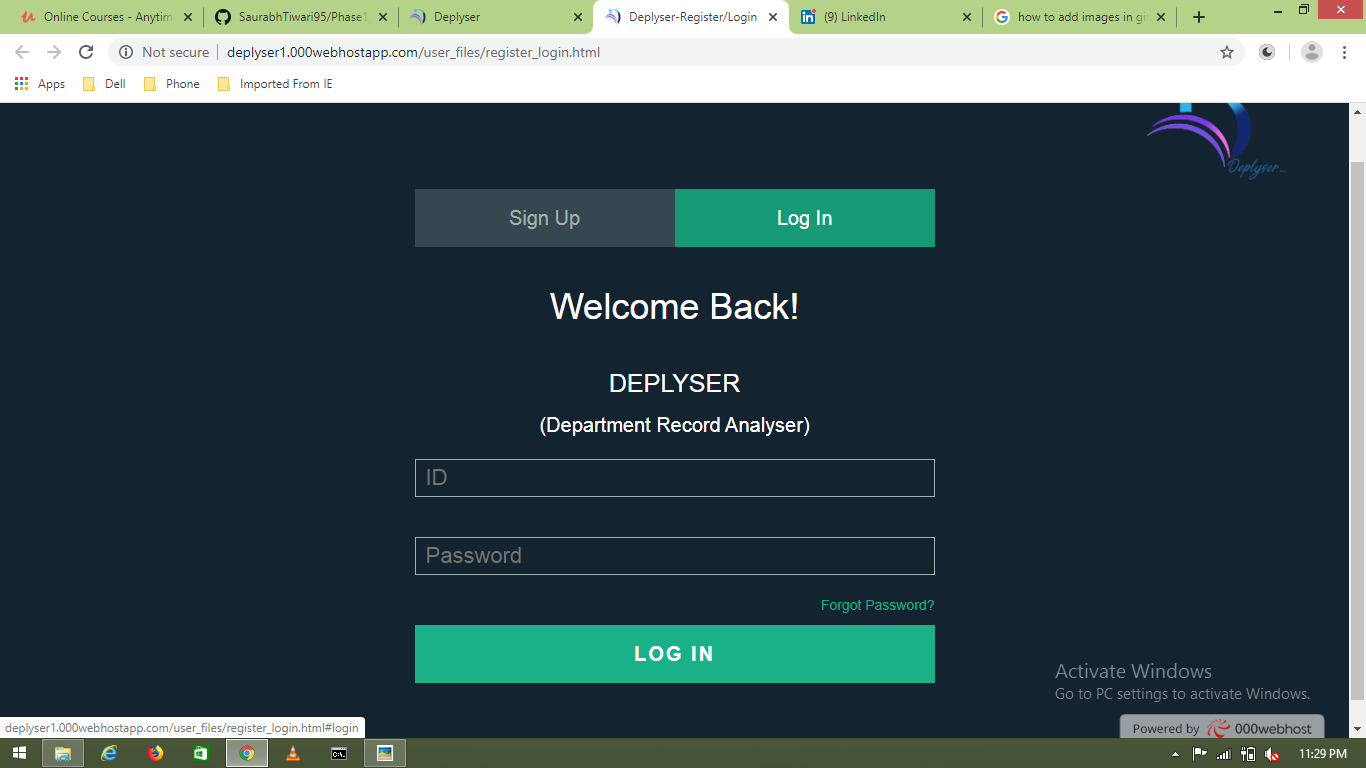 Online Courses - Anytim
SaurabhTiwari95/Phase1
Deplyser
Deplyser-Register/Login
(9) LinkedIn
how to add images in gi
Not secure
deplyser1.000webhostapp.com/user_files/register_login.html
Apps
Dell
Phone
Imported From IE
Deplyser...
Sign Up
Log In
Welcome Back!
DEPLYSER
(Department Record Analyser)
ID
Password
Forgot Password?
LOG IN
Activate Windows
Go to PC settings to activate Windows.
Powered by 000webhost
deplyser1.000webhostapp.com/user_files/register_login.html#login
11:29 PM